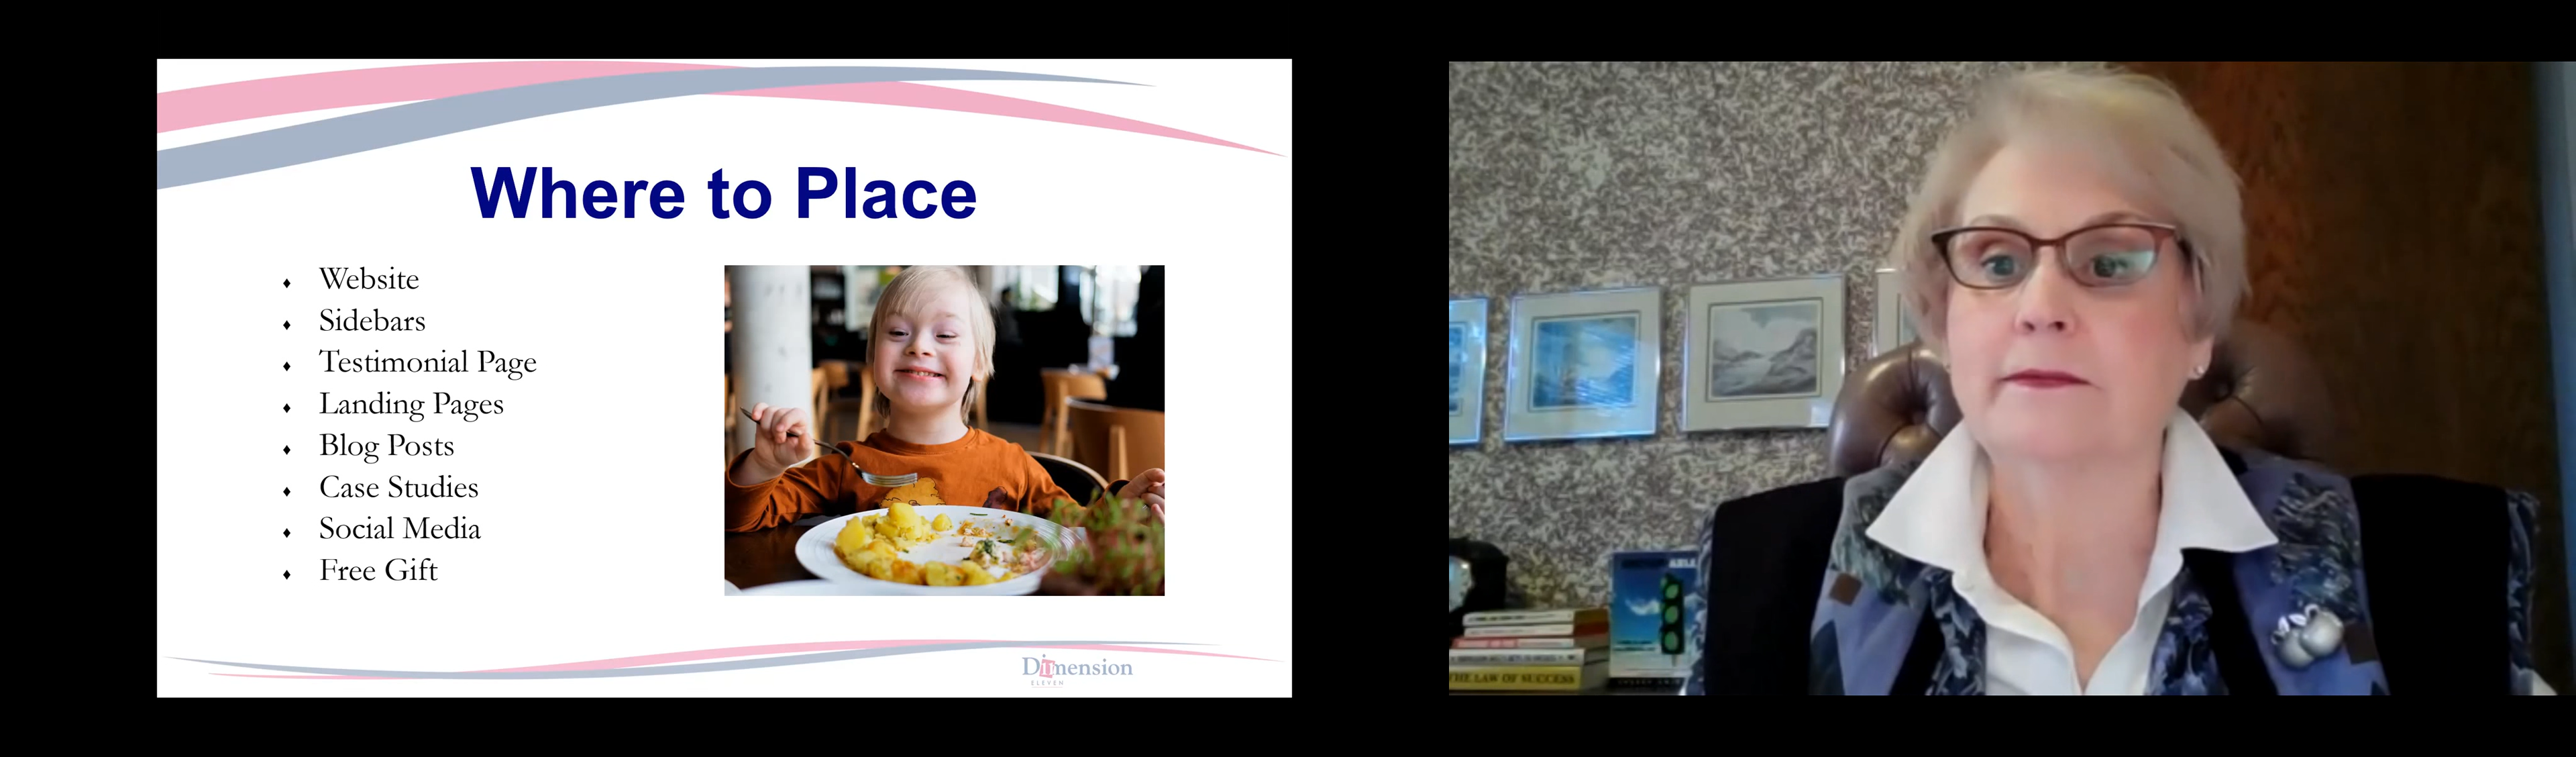 Where to Place
Website
Sidebars
Testimonial Page
Landing Pages
Blog Posts
Case Studies
Social Media
Free Gift
Dimension
ELEVEN
THE LAW OF SUCCESS